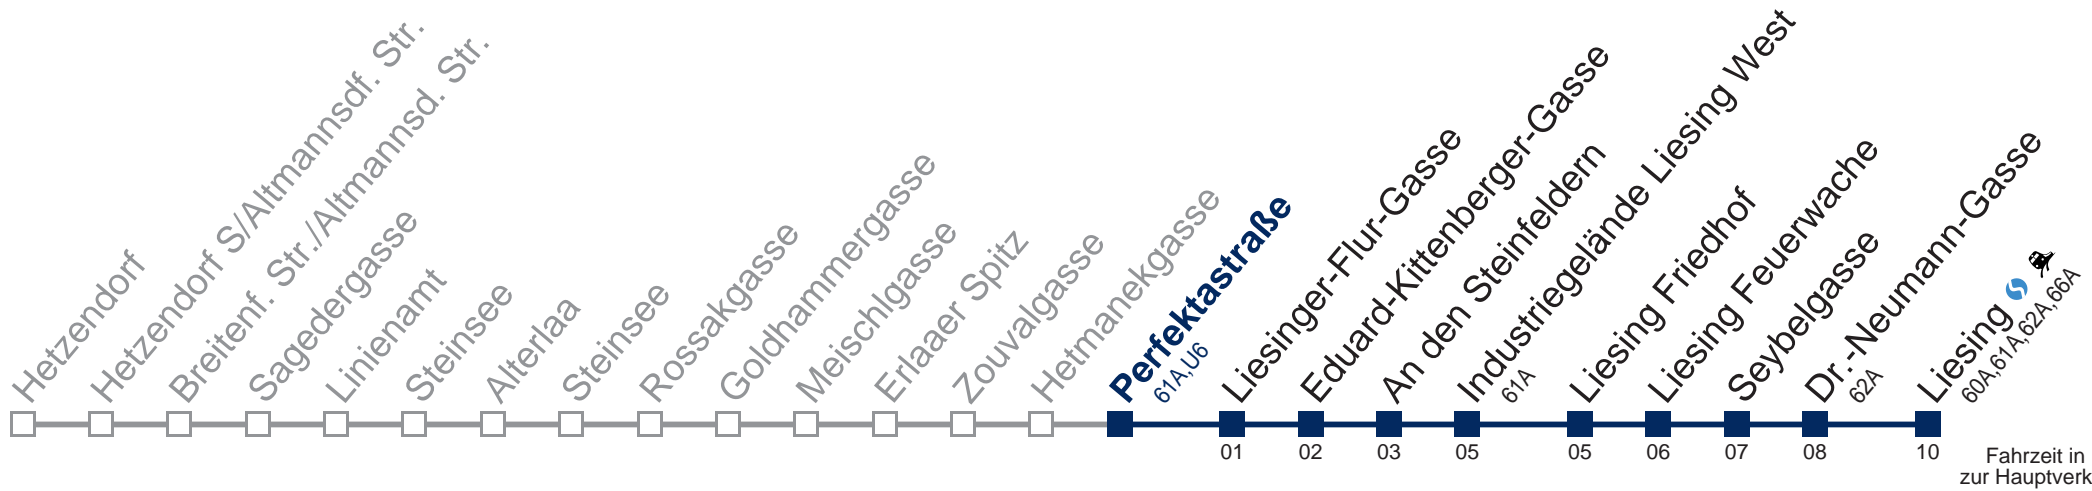 Hetzendorf
Hetzendorf S//Altmannsdf. Str.
Breitenf. Str./Altmannsd. Str.
Sagedergasse
Linienamt
Steinsee
Alterlaa
Steinsee
Rossakgasse
Goldhammergasse
Meischlgasse
Erlaaer Spitz
Zouvalgasse
Hetmanekgasse
Perfektastraße
61A,U6
Liesinger-Flur-Gasse
Eduard-Kittenberger-Gasse
An den Steinfeldern
Industriegelände Liesing West
61A
Liesing Friedhof
Liesing Feuerwache
Seybelgasse
Dr.-Neumann-Gasse
62A
Liesing
60A,61A,62A,66A
01 02 03 05 05 06 07 08 10
Fahrzeit in
zur Hauptverk